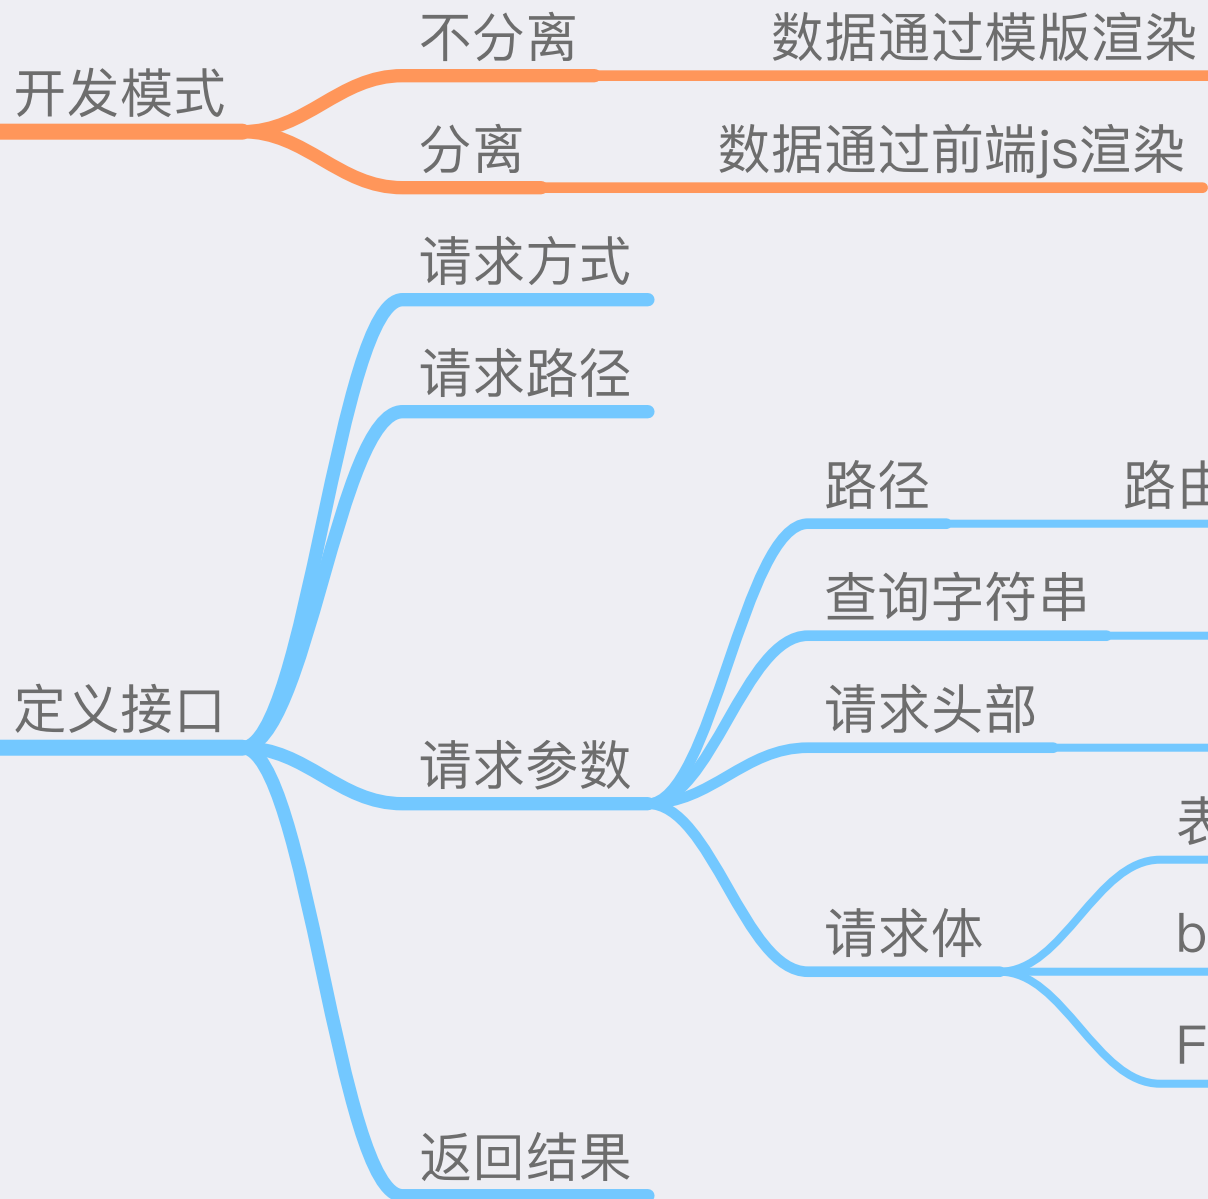 不分离
数据通过模版渲染
开发模式
分离
数据通过前端js渲染
请求方式
请求路径
路径
路由
查询字符串
定义接口
请求头部
请求参数
表
请求体
b
F
返回结果